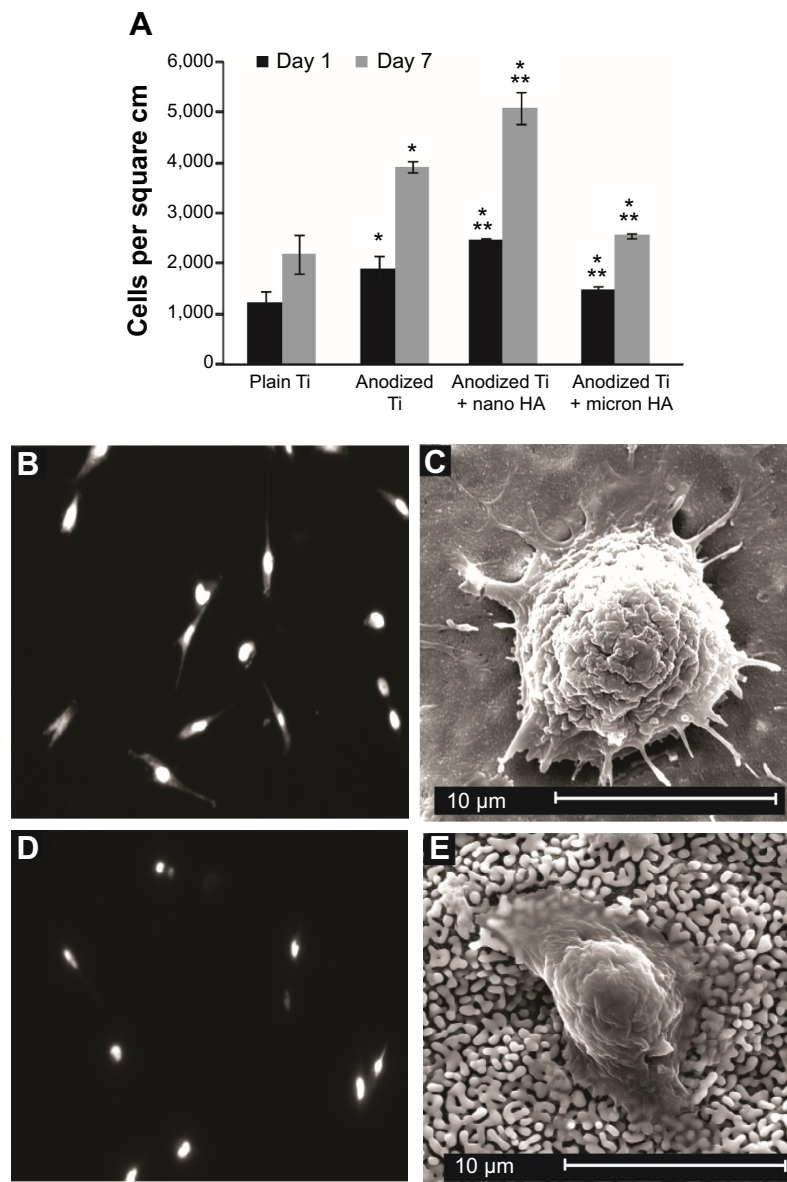 A
Day 1 Day 7
Cells per square cm
6,000
5,000
4,000
3,000
2,000
1,000
0
*
*
**
*
*
**
*
**
*
**
Plain Ti
Anodized
Ti
Anodized Ti
+ nano HA
Anodized Ti
+ micron HA
B
C
10 µm
D
E
10 µm